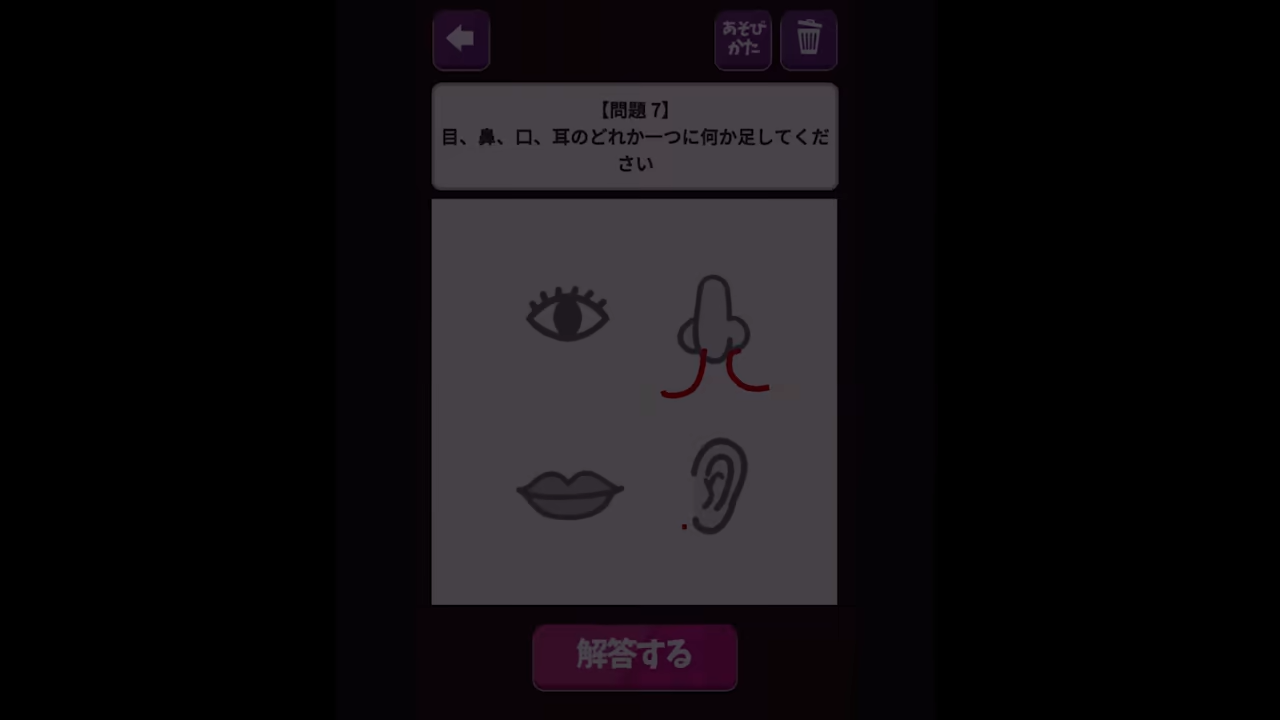 あそび
かた
【問題 7】
目、鼻、口、耳のどれか一つに何か足してくだ
さい
解答する